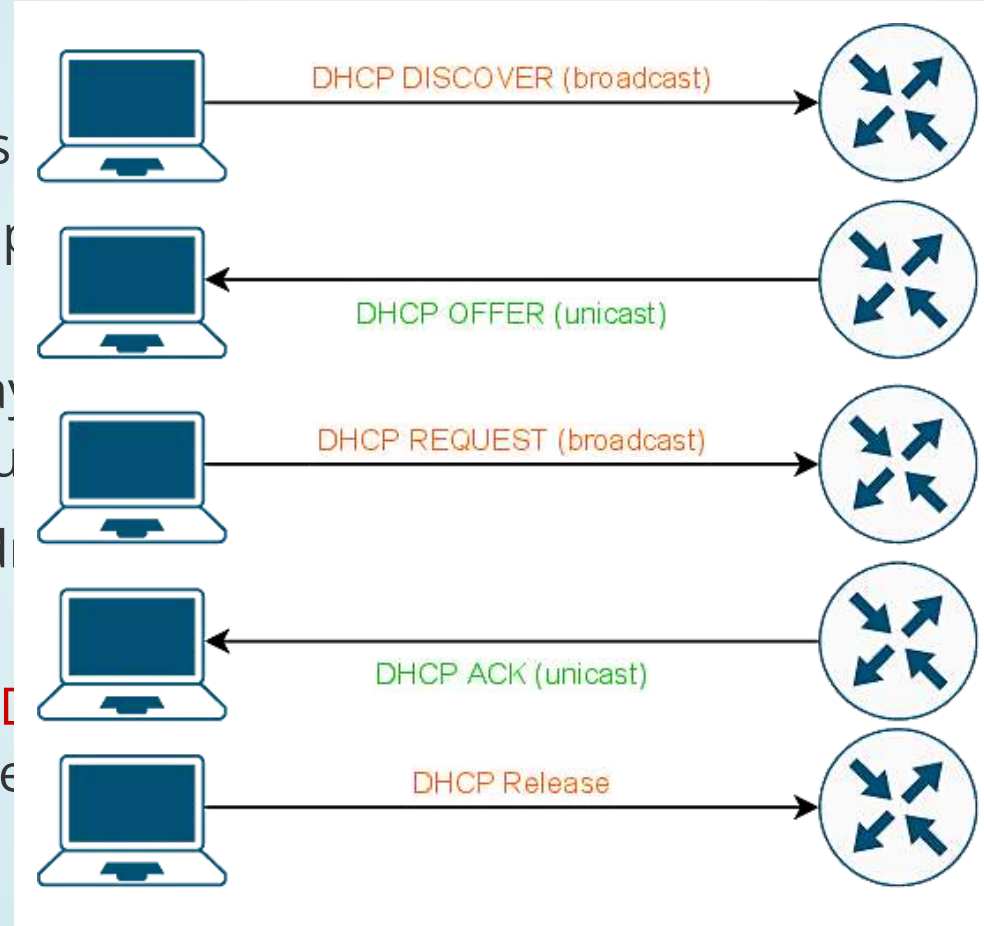 DHCP DISCOVER (broadcast)
DHCP OFFER (unicast)
DHCP REQUEST (broadcast)
DHCP ACK (unicast)
DHCP Release